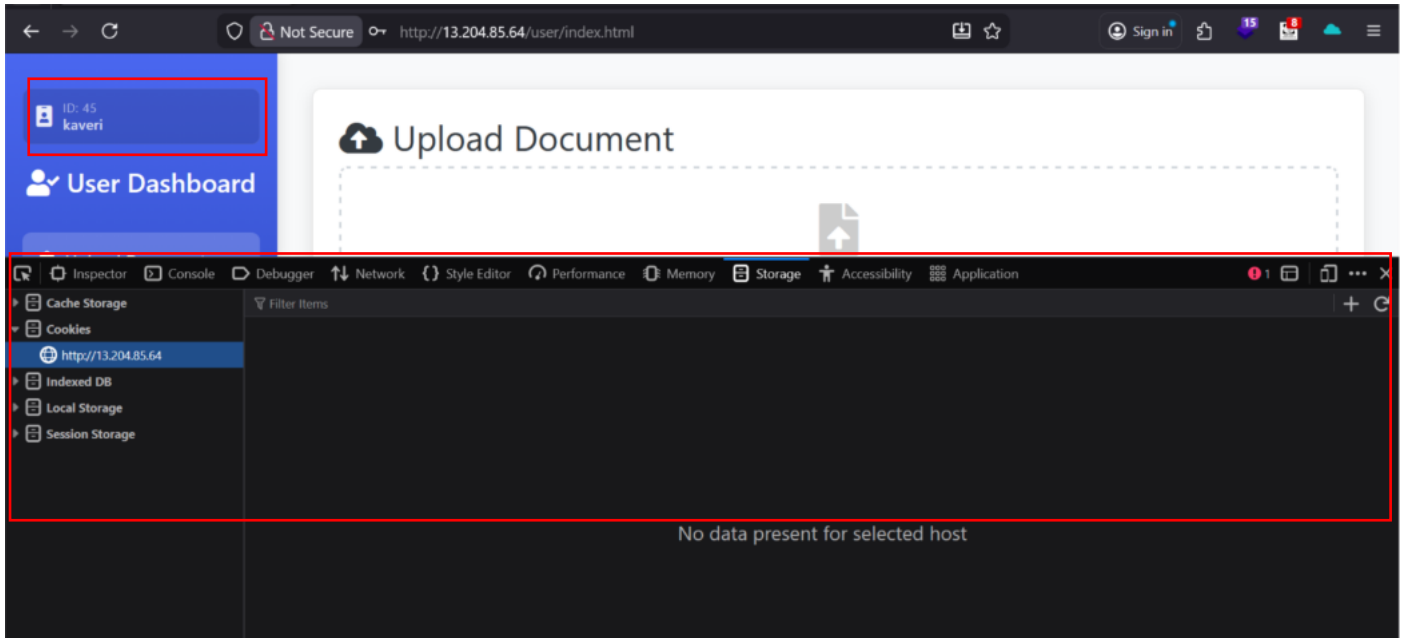 Not Secure http://13.204.85.64/user/index.html Sign in 15 8
ID: 45
kaveri
Upload Document
User Dashboard
Inspector Console Debugger Network Style Editor Performance Memory Storage Accessibility Application 1
Cache Storage
Filter Items
Cookies
http://13.204.85.64
Indexed DB
Local Storage
Session Storage
No data present for selected host